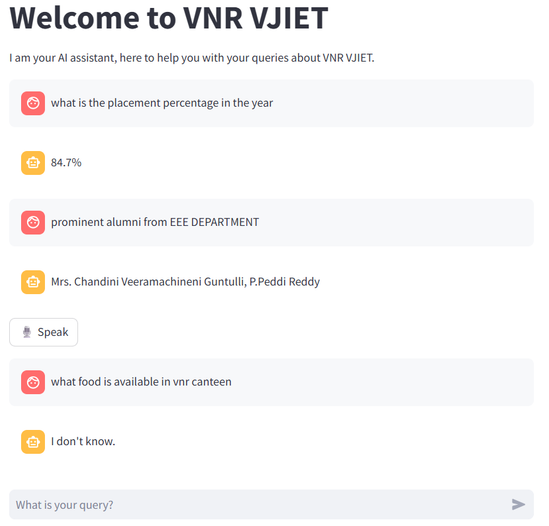 Welcome to VNR VJIET
I am your AI assistant, here to help you with your queries about VNR VJIET.
what is the placement percentage in the year
84.7%
prominent alumni from EEE DEPARTMENT
Mrs. Chandini Veeramachineni Guntulli, P.Peddi Reddy
Speak
what food is available in vnr canteen
I don't know.
What is your query?